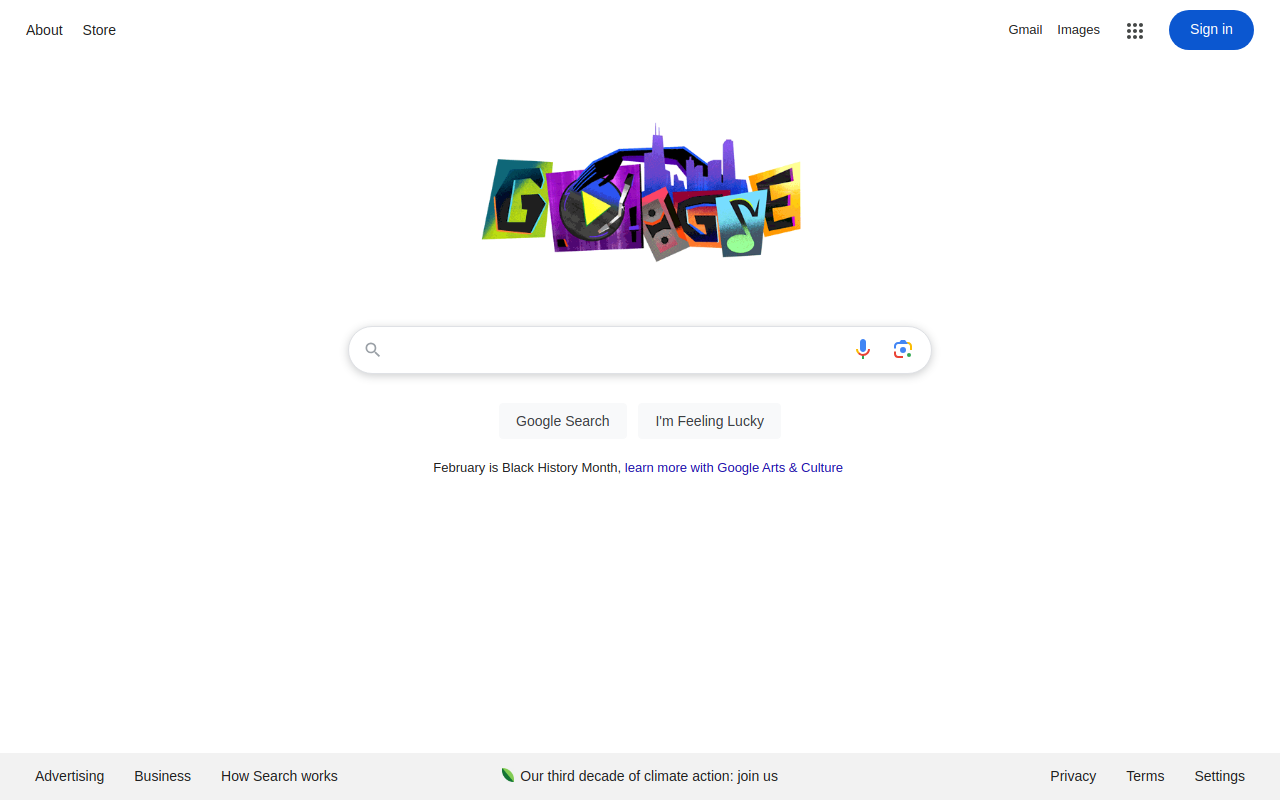 About Store
Gmail Images Sign in
GOOGLE
Google Search I'm Feeling Lucky
February is Black History Month, learn more with Google Arts & Culture
Advertising Business How Search works
Our third decade of climate action: join us
Privacy Terms Settings